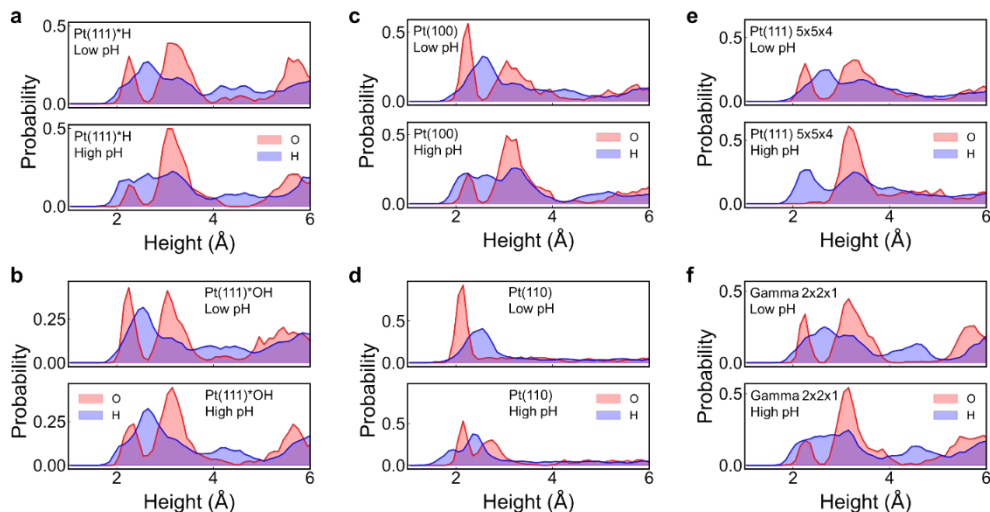 a
Pt(111)*H
Low pH
0.5
0.0
Pt(111)*H
High pH
O
H
0.5
0.0
2
4
6
Probability
Height (Å)
b
Pt(111)*OH
Low pH
0.25
0.00
Pt(111)*OH
High pH
O
H
0.25
0.00
2
4
6
Probability
Height (Å)
c
Pt(100)
Low pH
0.5
0.0
Pt(100)
High pH
O
H
0.5
0.0
2
4
6
Probability
Height (Å)
d
Pt(110)
Low pH
0.5
0.0
Pt(110)
High pH
O
H
0.5
0.0
2
4
6
Probability
Height (Å)
e
Pt(111) 5x5x4
Low pH
0.5
0.0
Pt(111) 5x5x4
High pH
O
H
0.5
0.0
2
4
6
Probability
Height (Å)
f
Gamma 2x2x1
Low pH
0.5
0.0
Gamma 2x2x1
High pH
O
H
0.5
0.0
2
4
6
Probability
Height (Å)